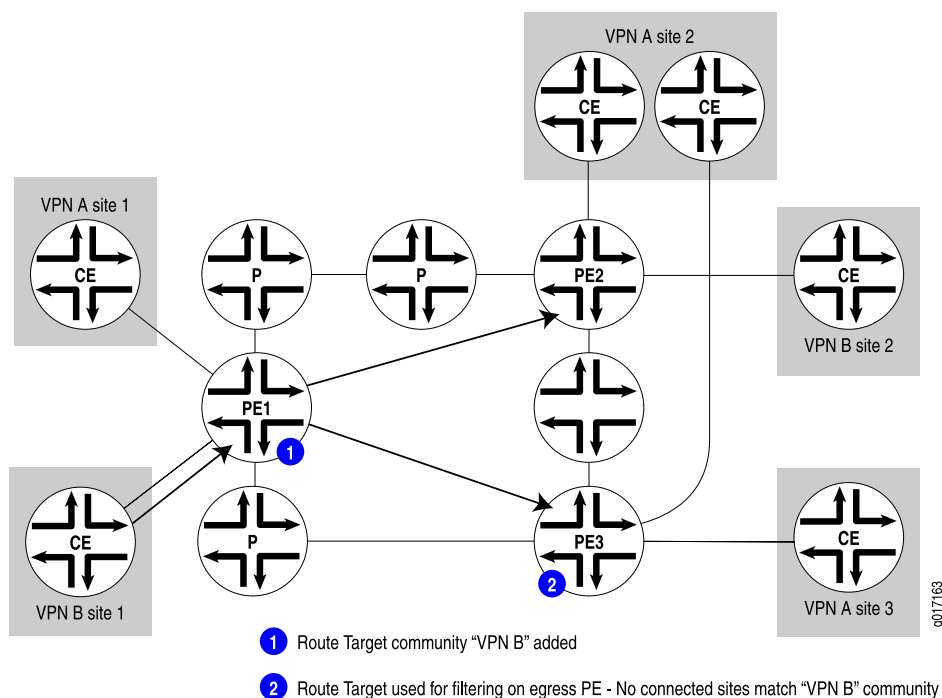 VPN A site 2
CE
CE
VPN A site 1
CE
P
P
PE2
CE
VPN B site 2
PE1
1
CE
VPN B site 1
P
PE3
2
CE
VPN A site 3
g017163
1 Route Target community “VPN B” added
2 Route Target used for filtering on egress PE - No connected sites match “VPN B” community